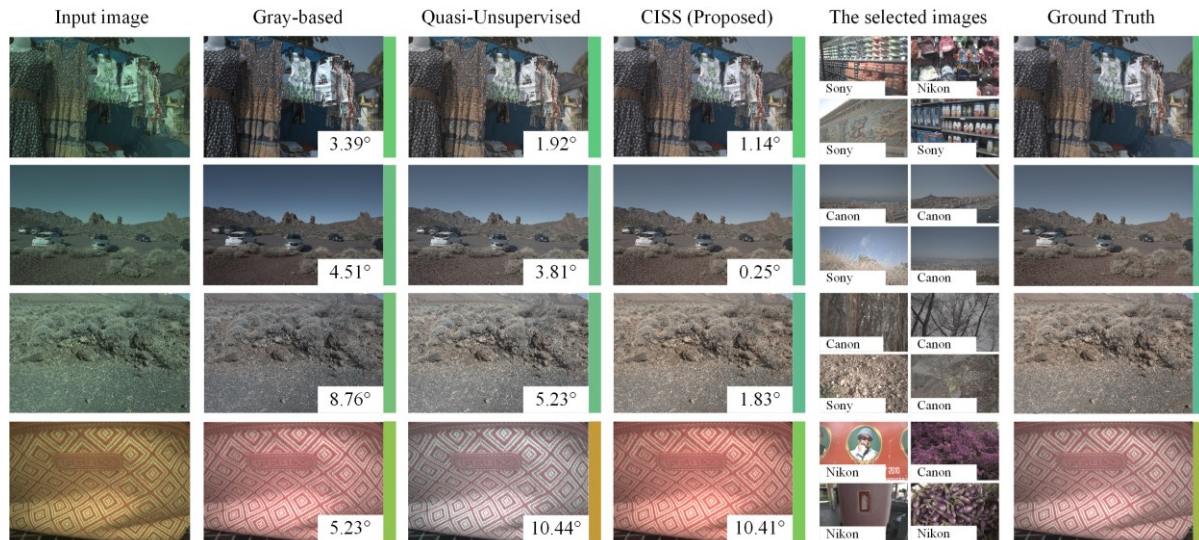 Input image
Gray-based
Quasi-Unsupervised
CISS (Proposed)
The selected images
Ground Truth
3.39°
1.92°
1.14°
Sony
Nikon
Sony
Sony
4.51°
3.81°
0.25°
Canon
Canon
Sony
Canon
8.76°
5.23°
1.83°
Canon
Canon
Sony
Canon
5.23°
10.44°
10.41°
Nikon
Canon
Nikon
Nikon